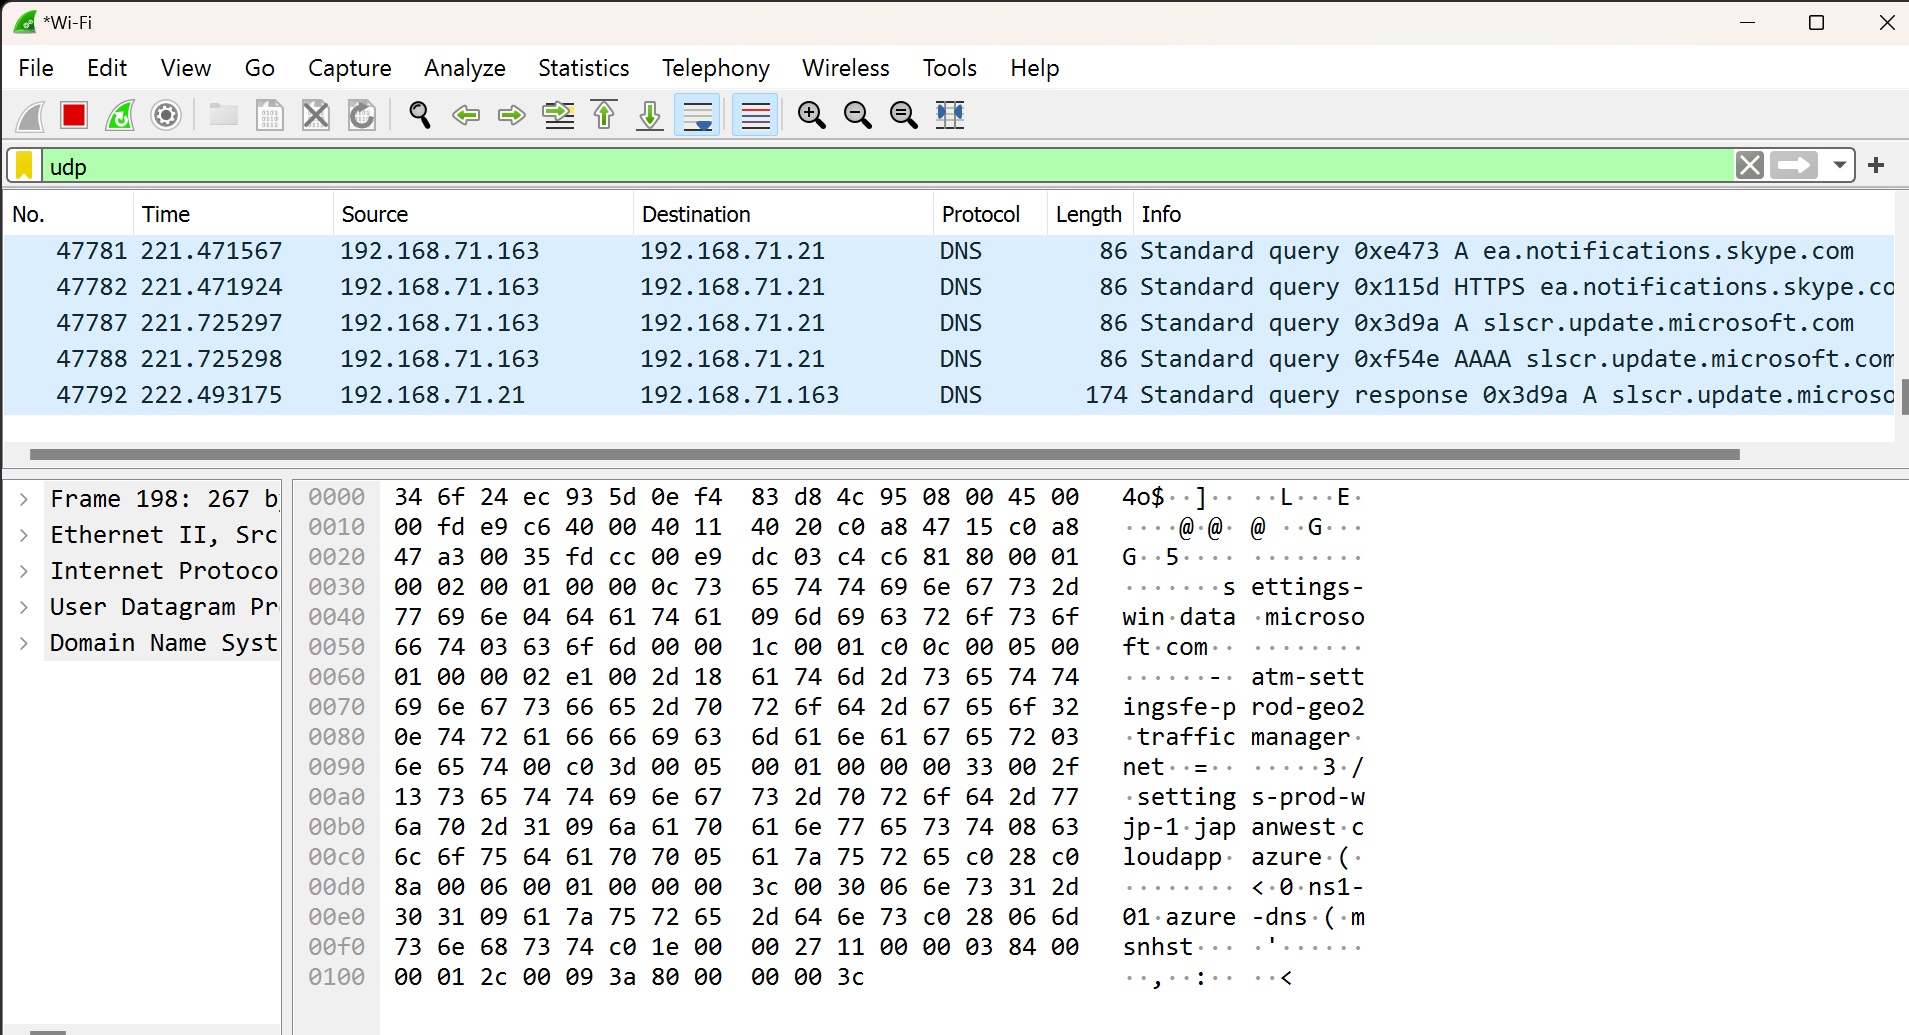 *Wi-Fi
File Edit View Go Capture Analyze Statistics Telephony Wireless Tools Help
udp
No. Time Source Destination Protocol Length Info
47781 221.471567 192.168.71.163 192.168.71.21 DNS 86 Standard query 0xe473 A ea.notifications.skype.com
47782 221.471924 192.168.71.163 192.168.71.21 DNS 86 Standard query 0x115d HTTPS ea.notifications.skype.co
47787 221.725297 192.168.71.163 192.168.71.21 DNS 86 Standard query 0x3d9a A slscr.update.microsoft.com
47788 221.725298 192.168.71.163 192.168.71.21 DNS 86 Standard query 0xf54e AAAA slscr.update.microsoft.com
47792 222.493175 192.168.71.21 192.168.71.163 DNS 174 Standard query response 0x3d9a A slscr.update.microso
Frame 198: 267 b
Ethernet II, Src
Internet Protoco
User Datagram Pr
Domain Name Syst
0000 34 6f 24 ec 93 5d 0e f4 83 d8 4c 95 08 00 45 00 4o$··]·· ··L···E·
0010 00 fd e9 c6 40 00 40 11 40 20 c0 a8 47 15 c0 a8 ····@·@· @ ··G···
0020 47 a3 00 35 fd cc 00 e9 dc 03 c4 c6 81 80 00 01 G··5···· ········
0030 00 02 00 01 00 00 0c 73 65 74 74 69 6e 67 73 2d ·······s ettings-
0040 77 69 6e 04 64 61 74 61 09 6d 69 63 72 6f 73 6f win·data ·microso
0050 66 74 03 63 6f 6d 00 00 1c 00 01 c0 0c 00 05 00 ft·com·· ········
0060 01 00 00 02 e1 00 2d 18 61 74 6d 2d 73 65 74 74 ······-· atm-sett
0070 69 6e 67 73 66 65 2d 70 72 6f 64 2d 67 65 6f 32 ingsfe-p rod-geo2
0080 0e 74 72 61 66 66 69 63 6d 61 6e 61 67 65 72 03 ·traffic manager·
0090 6e 65 74 00 c0 3d 00 05 00 01 00 00 00 33 00 2f net··=·· ·····3·/
00a0 13 73 65 74 74 69 6e 67 73 2d 70 72 6f 64 2d 77 ·setting s-prod-w
00b0 6a 70 2d 31 09 6a 61 70 61 6e 77 65 73 74 08 63 jp-1·jap anwest·c
00c0 6c 6f 75 64 61 70 70 05 61 7a 75 72 65 c0 28 c0 loudapp· azure·(·
00d0 8a 00 06 00 01 00 00 00 3c 00 30 06 6e 73 31 2d ········ <·0·ns1-
00e0 30 31 09 61 7a 75 72 65 2d 64 6e 73 c0 28 06 6d 01·azure -dns·(·m
00f0 73 6e 68 73 74 c0 1e 00 00 27 11 00 00 03 84 00 snhst··· ·'······
0100 00 01 2c 00 09 3a 80 00 00 00 3c ··,··:·· ··<